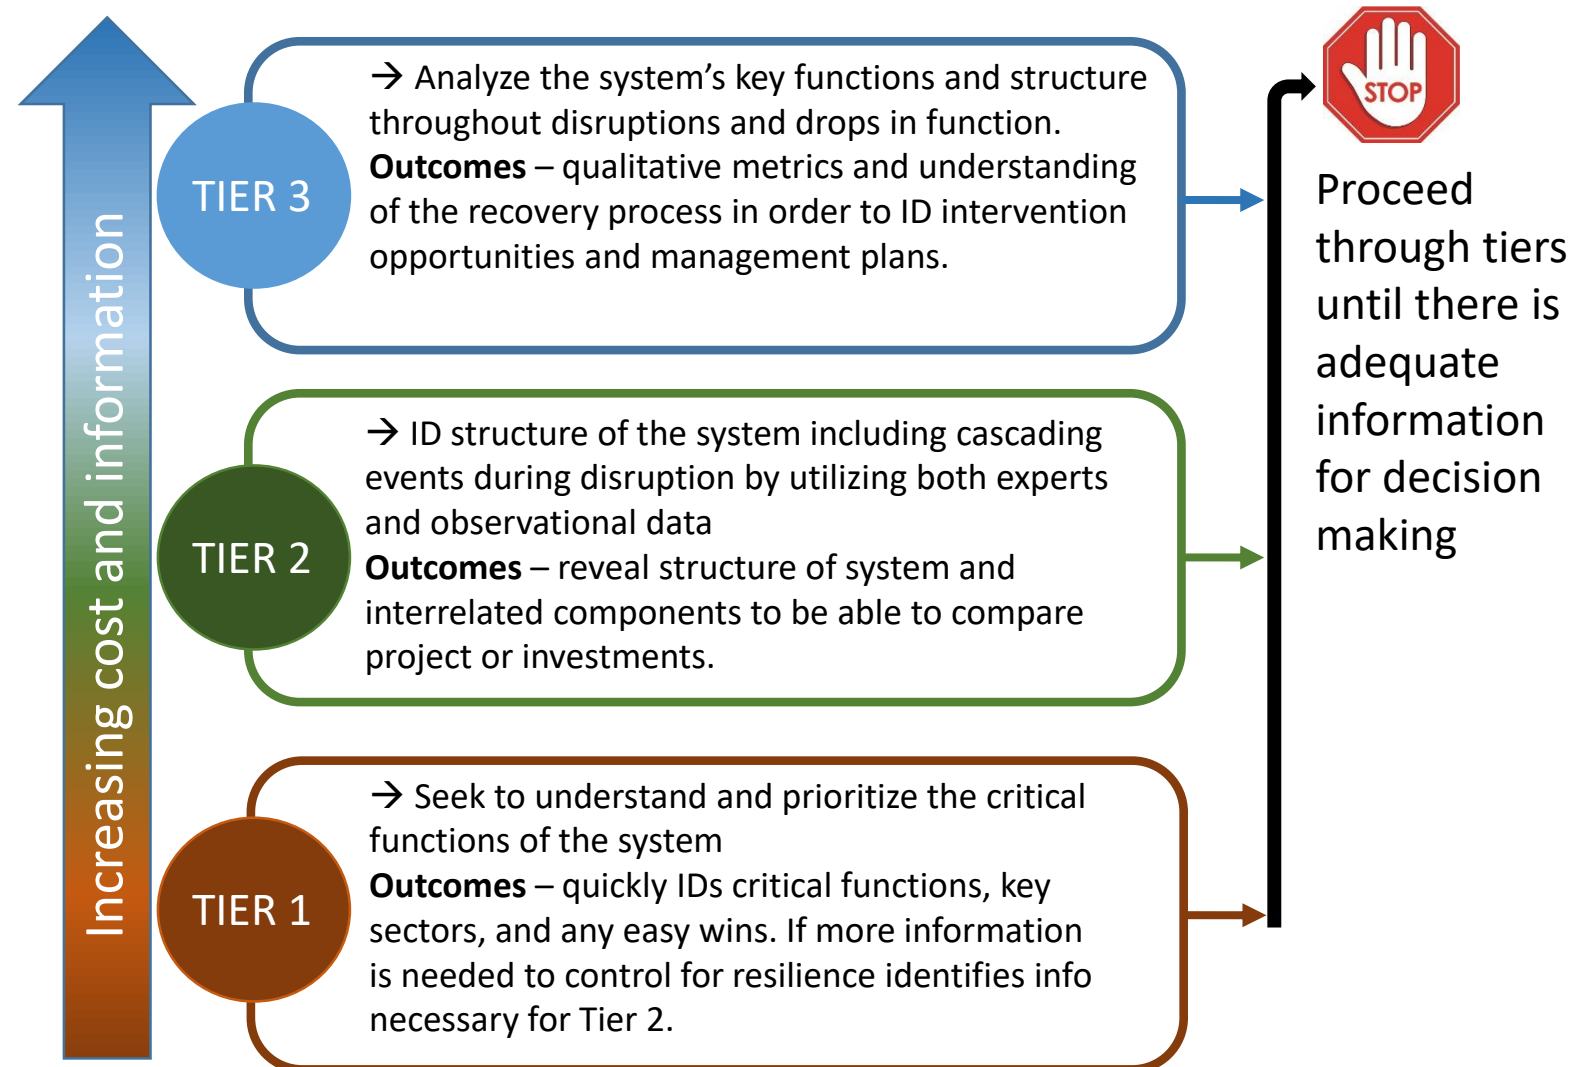 Increasing cost and information
TIER 3
→ Analyze the system’s key functions and structure
throughout disruptions and drops in function.
Outcomes – qualitative metrics and understanding
of the recovery process in order to ID intervention
opportunities and management plans.
TIER 2
→ ID structure of the system including cascading
events during disruption by utilizing both experts
and observational data
Outcomes – reveal structure of system and
interrelated components to be able to compare
project or investments.
TIER 1
→ Seek to understand and prioritize the critical
functions of the system
Outcomes – quickly IDs critical functions, key
sectors, and any easy wins. If more information
is needed to control for resilience identifies info
necessary for Tier 2.
STOP
Proceed
through tiers
until there is
adequate
information
for decision
making